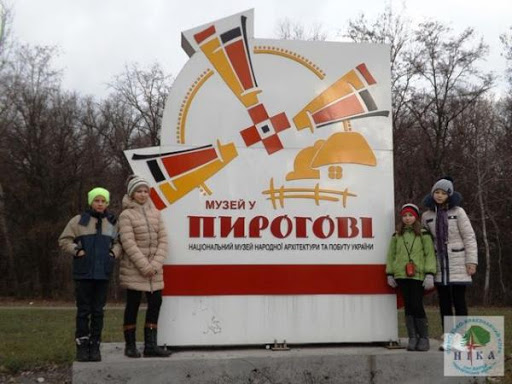 МУЗЕЙ У
ПИРОГОВІ
НАЦІОНАЛЬНИЙ МУЗЕЙ НАРОДНОЇ АРХІТЕКТУРИ ТА ПОБУТУ УКРАЇНИ
НІКА